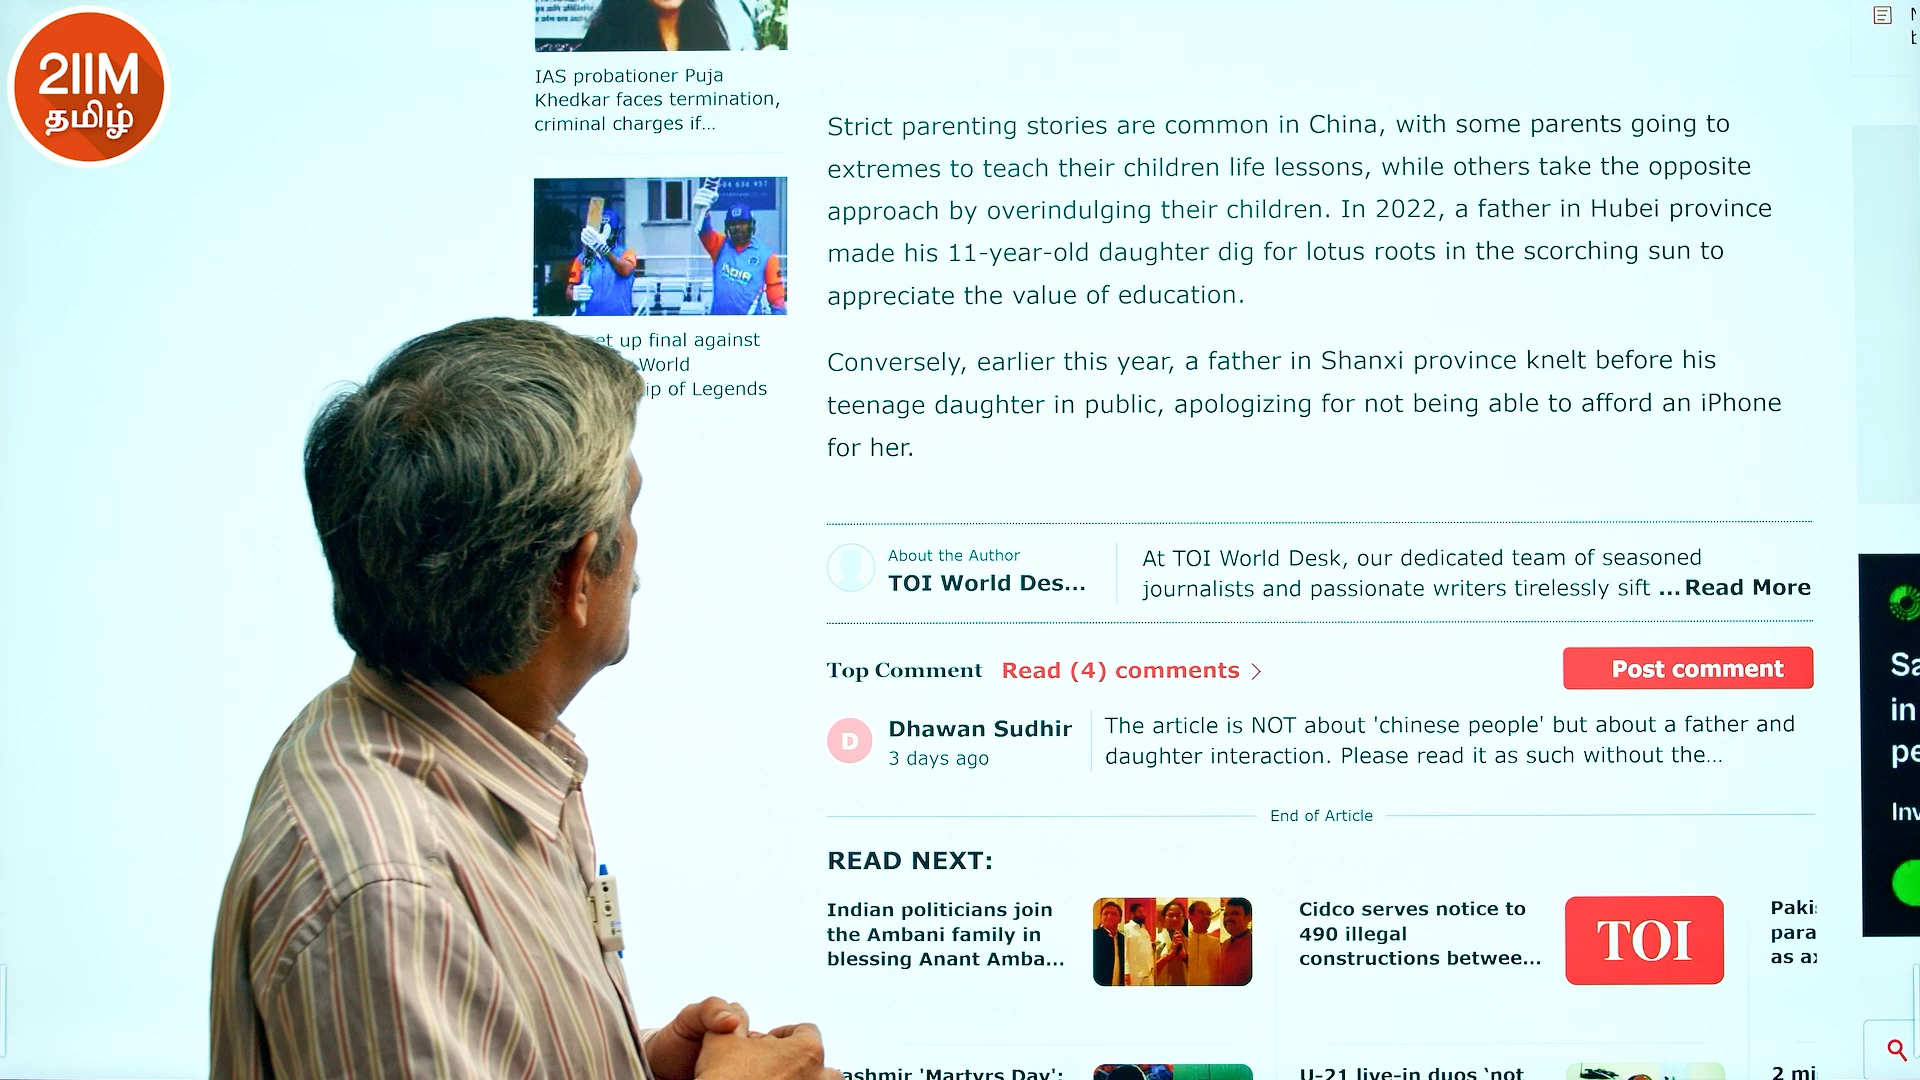 2IIM
தமிழ்
IAS probationer Puja
Khedkar faces termination,
criminal charges if...
INDIA
up final against
World
of Legends
Strict parenting stories are common in China, with some parents going to
extremes to teach their children life lessons, while others take the opposite
approach by overindulging their children. In 2022, a father in Hubei province
made his 11-year-old daughter dig for lotus roots in the scorching sun to
appreciate the value of education.
Conversely, earlier this year, a father in Shanxi province knelt before his
teenage daughter in public, apologizing for not being able to afford an iPhone
for her.
About the Author
TOI World Des...
At TOI World Desk, our dedicated team of seasoned
journalists and passionate writers tirelessly sift ... Read More
Top Comment Read (4) comments >
Post comment
D
Dhawan Sudhir
3 days ago
The article is NOT about 'chinese people' but about a father and
daughter interaction. Please read it as such without the...
End of Article
READ NEXT:
Indian politicians join
the Ambani family in
blessing Anant Amba...
Cidco serves notice to
490 illegal
constructions betwee...
TOI
Paki
para
as
'Martyrs Day':
U-21 live-in duos 'not
2
in